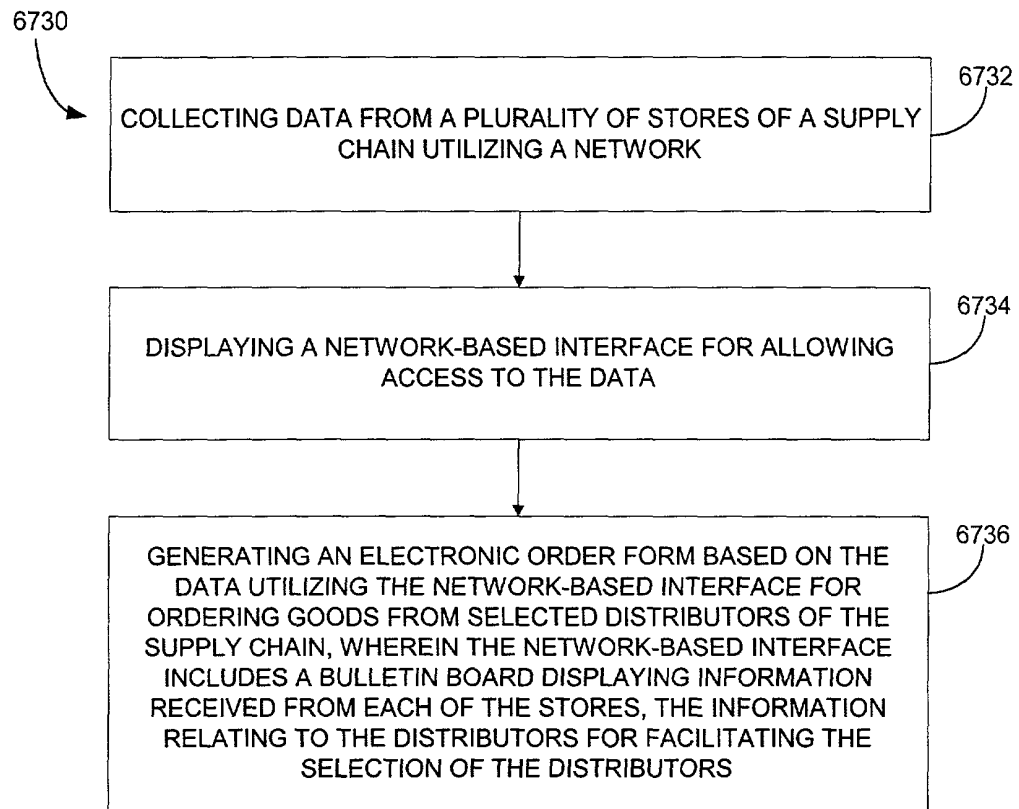 6730
6732
COLLECTING DATA FROM A PLURALITY OF STORES OF A SUPPLY
CHAIN UTILIZING A NETWORK
6734
DISPLAYING A NETWORK-BASED INTERFACE FOR ALLOWING
ACCESS TO THE DATA
6736
GENERATING AN ELECTRONIC ORDER FORM BASED ON THE
DATA UTILIZING THE NETWORK-BASED INTERFACE FOR
ORDERING GOODS FROM SELECTED DISTRIBUTORS OF THE
SUPPLY CHAIN, WHEREIN THE NETWORK-BASED INTERFACE
INCLUDES A BULLETIN BOARD DISPLAYING INFORMATION
RECEIVED FROM EACH OF THE STORES, THE INFORMATION
RELATING TO THE DISTRIBUTORS FOR FACILITATING THE
SELECTION OF THE DISTRIBUTORS